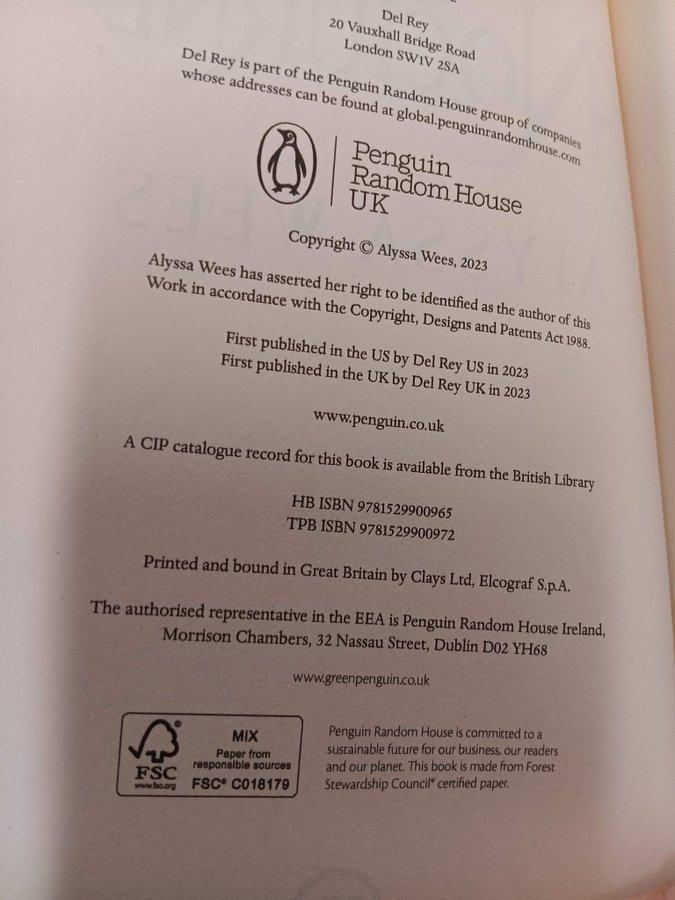 Del Rey
20 Vauxhall Bridge Road
London SW1V 2SA
Del Rey is part of the Penguin Random House group of companies
whose addresses can be found at global.penguinrandomhouse.com
Penguin
Random House
UK
Copyright © Alyssa Wees, 2023
Alyssa Wees has asserted her right to be identified as the author of this
Work in accordance with the Copyright, Designs and Patents Act 1988.
First published in the US by Del Rey US in 2023
First published in the UK by Del Rey UK in 2023
www.penguin.co.uk
A CIP catalogue record for this book is available from the British Library
HB ISBN 9781529900965
TPB ISBN 9781529900972
Printed and bound in Great Britain by Clays Ltd, Elcograf S.p.A.
The authorised representative in the EEA is Penguin Random House Ireland,
Morrison Chambers, 32 Nassau Street, Dublin D02 YH68
www.greenpenguin.co.uk
®
FSC
www.fsc.org
MIX
Paper from
responsible sources
FSC® C018179
Penguin Random House is committed to a
sustainable future for our business, our readers
and our planet. This book is made from Forest
Stewardship Council® certified paper.